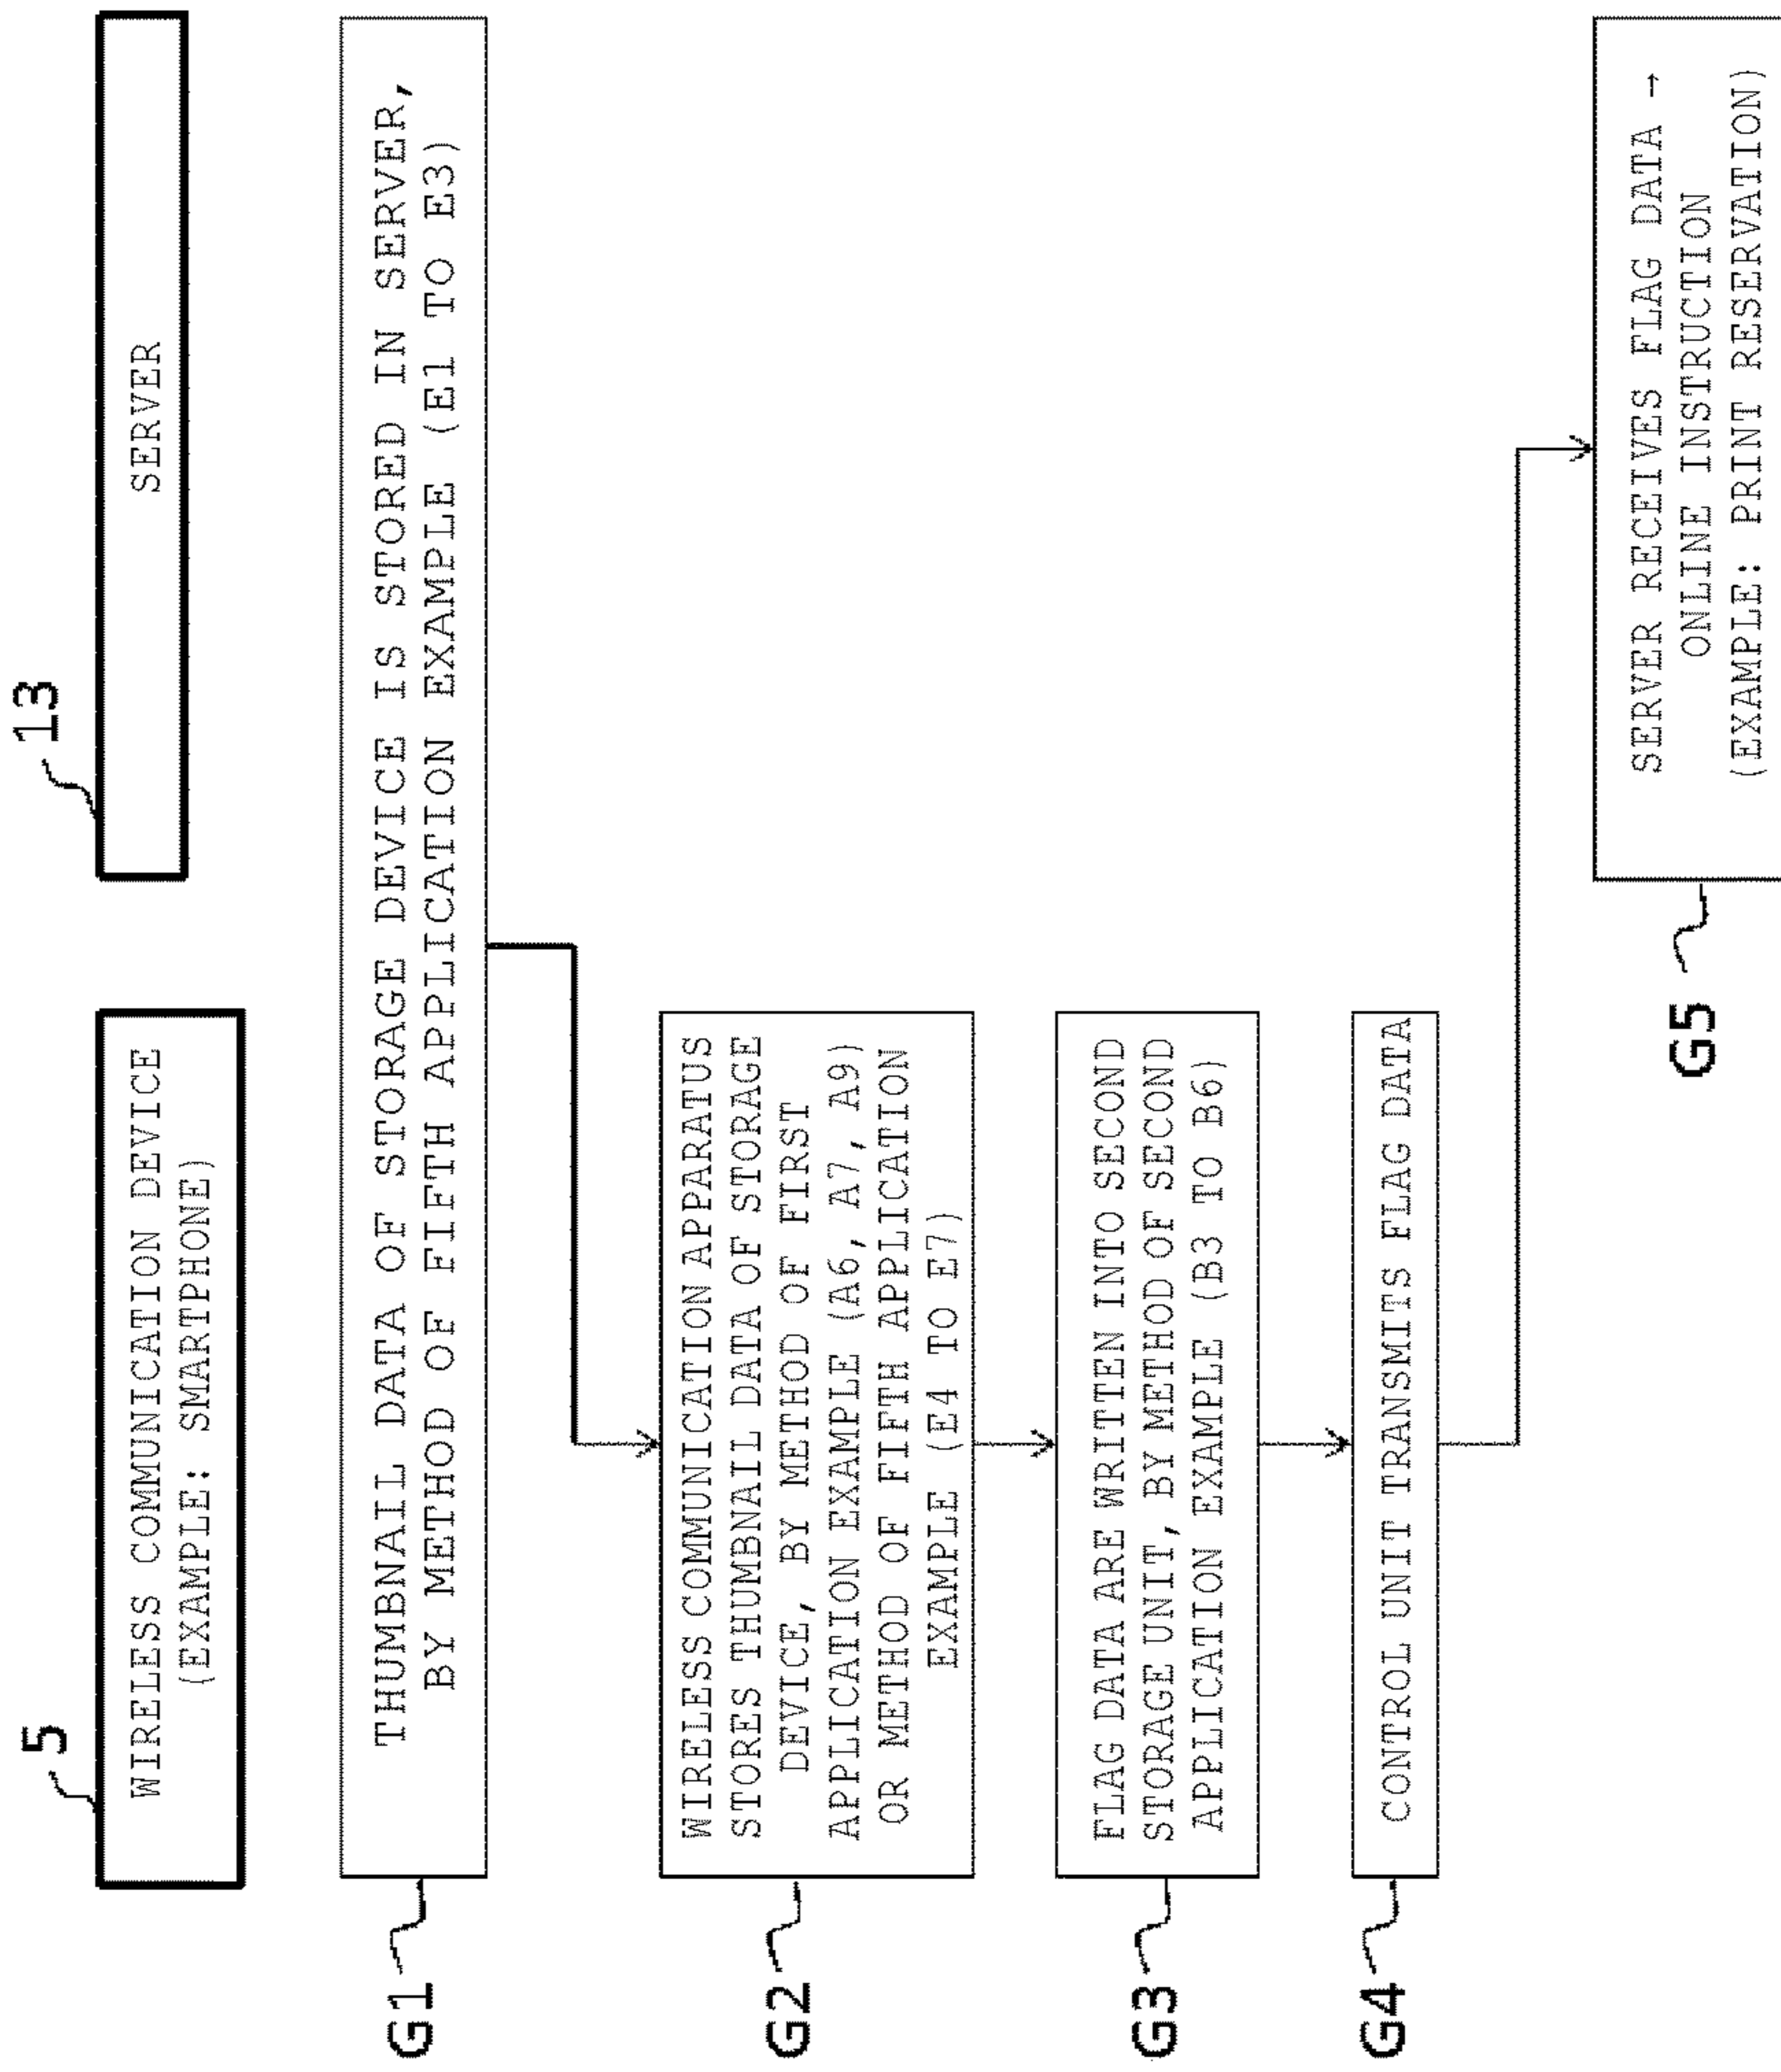 5
WIRELESS COMMUNICATION DEVICE
(EXAMPLE: SMARTPHONE)
13
SERVER
G1
THUMBNAIL DATA OF STORAGE DEVICE IS STORED IN SERVER,
BY METHOD OF FIFTH APPLICATION EXAMPLE (E1 TO E3)
G2
WIRELESS COMMUNICATION APPARATUS
STORES THUMBNAIL DATA OF STORAGE
DEVICE, BY METHOD OF FIRST
APPLICATION EXAMPLE (A6, A7, A9)
OR METHOD OF FIFTH APPLICATION
EXAMPLE (E4 TO E7)
G3
FLAG DATA ARE WRITTEN INTO SECOND
STORAGE UNIT, BY METHOD OF SECOND
APPLICATION EXAMPLE (B3 TO B6)
G4
CONTROL UNIT TRANSMITS FLAG DATA
G5
SERVER RECEIVES FLAG DATA →
ONLINE INSTRUCTION
(EXAMPLE: PRINT RESERVATION)